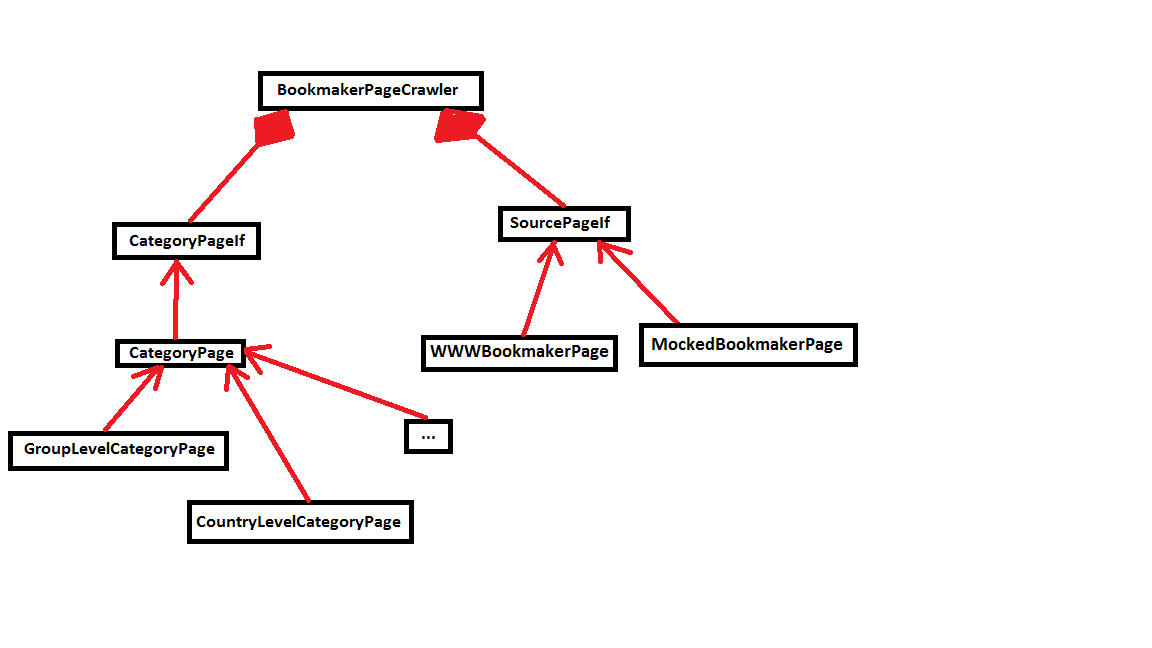 BookmakerPageCrawler
CategoryPageIf
SourcePageIf
CategoryPage
WWWBookmakerPage
MockedBookmakerPage
GroupLevelCategoryPage
...
CountryLevelCategoryPage